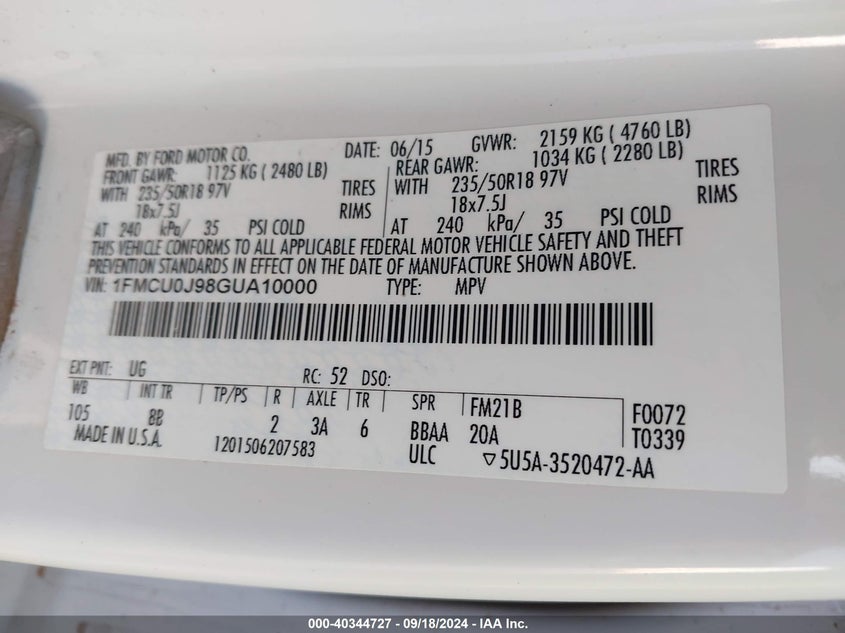 MFD. BY FORD MOTOR CO. DATE: 06/15 GVWR: 2159 KG ( 4760 LB)
FRONT GAWR: 1125 KG ( 2480 LB) REAR GAWR: 1034 KG ( 2280 LB)
WITH 235/50R18 97V TIRES WITH 235/50R18 97V TIRES
18x7.5J RIMS 18x7.5J RIMS
AT 240 kPa/ 35 PSI COLD AT 240 kPa/ 35 PSI COLD
THIS VEHICLE CONFORMS TO ALL APPLICABLE FEDERAL MOTOR VEHICLE SAFETY AND THEFT
PREVENTION STANDARDS IN EFFECT ON THE DATE OF MANUFACTURE SHOWN ABOVE.
VIN: 1FMCU0J98GUA10000 TYPE: MPV
EXT PNT: UG RC: 52 DSO:
WB INT TR TP/PS R AXLE TR SPR FM21B F0072
105 8B 2 3A 6 BBAA 20A T0339
MADE IN U.S.A. 1201506207583 ULC ▽5U5A-3520472-AA
000-40344727 - 09/18/2024 - IAA Inc.